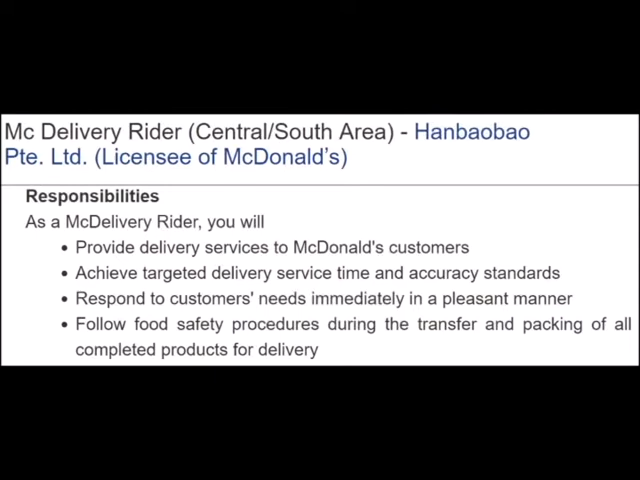 Mc Delivery Rider (Central/South Area) - Hanbaobao
Pte. Ltd. (Licensee of McDonald’s)
Responsibilities
As a McDelivery Rider, you will
• Provide delivery services to McDonald's customers
• Achieve targeted delivery service time and accuracy standards
• Respond to customers' needs immediately in a pleasant manner
• Follow food safety procedures during the transfer and packing of all
completed products for delivery